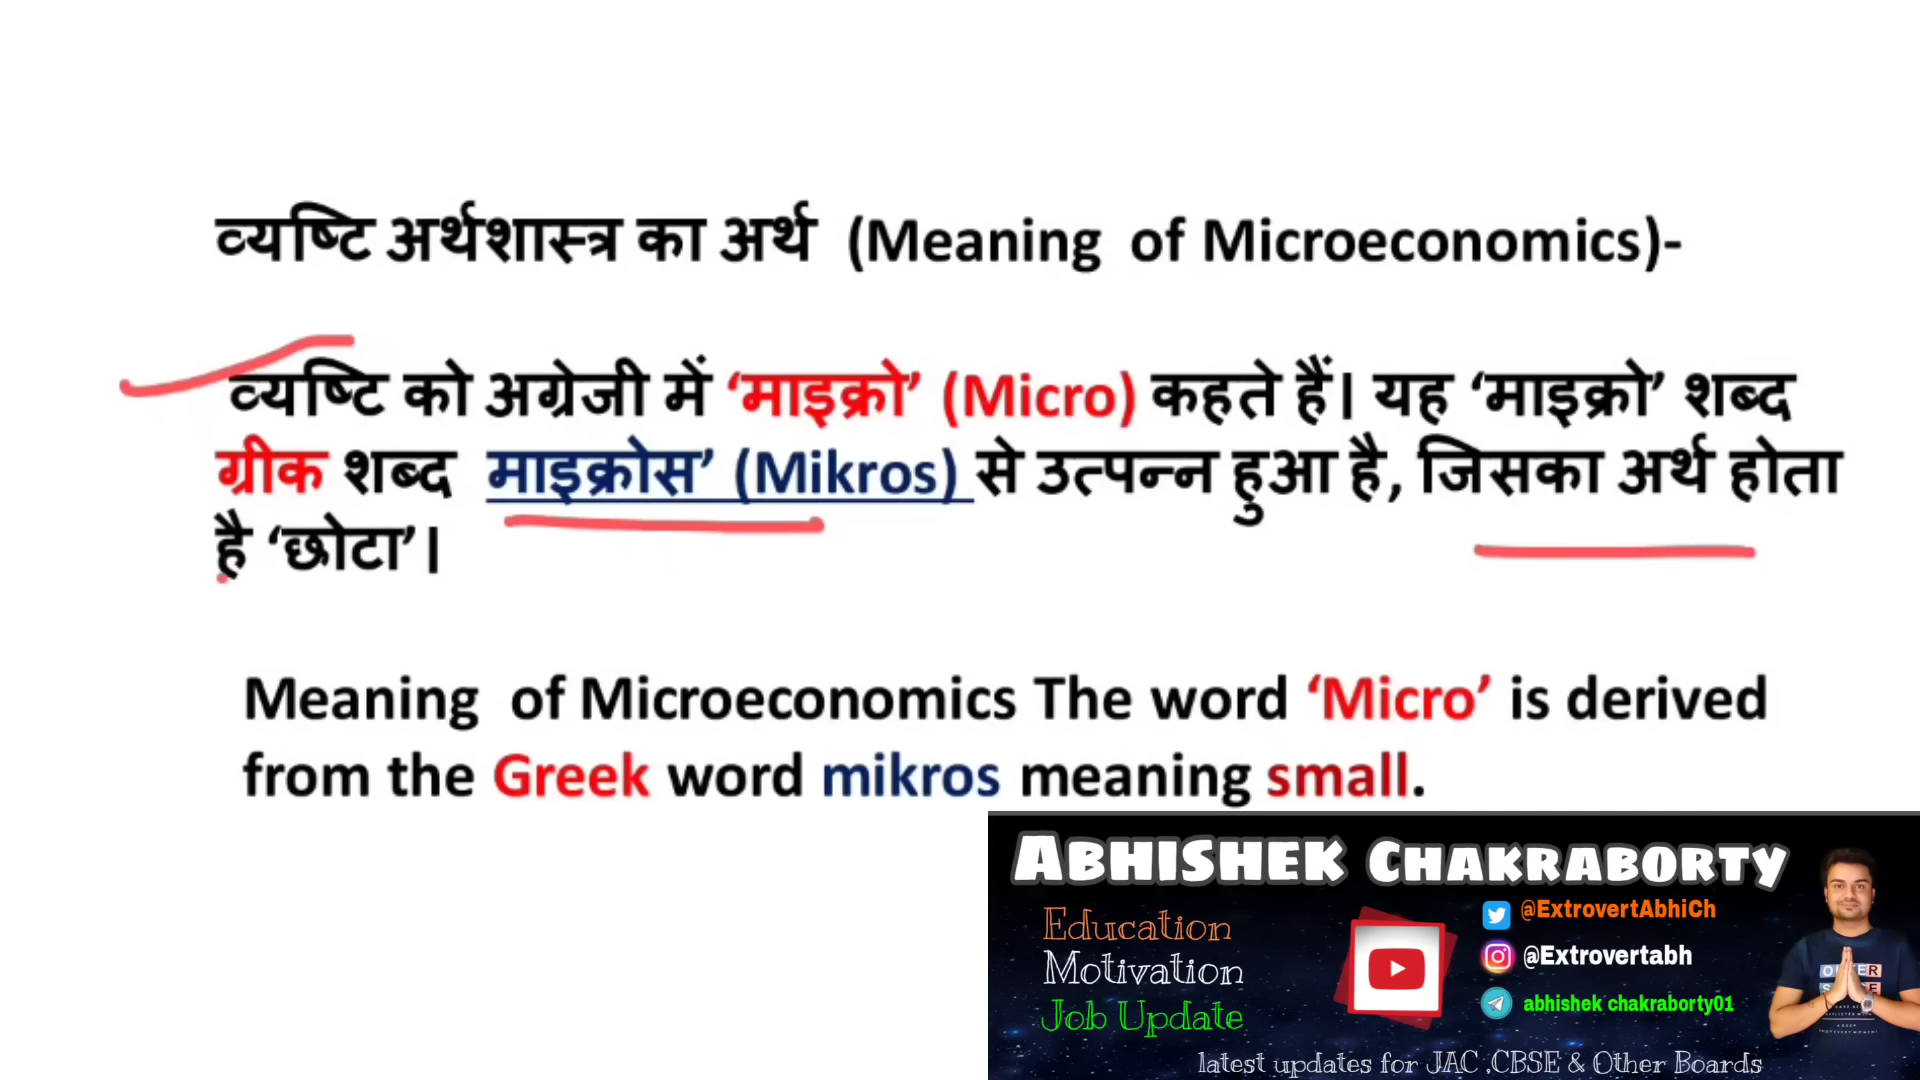 व्यष्टि अर्थशास्त्र का अर्थ (Meaning of Microeconomics)-
व्यष्टि को अग्रेजी में ‘माइक्रो’ (Micro) कहते हैं। यह ‘माइक्रो’ शब्द
ग्रीक शब्द माइक्रोस’ (Mikros) से उत्पन्न हुआ है, जिसका अर्थ होता
है ‘छोटा’।
Meaning of Microeconomics The word ‘Micro’ is derived
from the Greek word mikros meaning small.
ABHISHEK CHAKRABORTY
Education
Motivation
Job Update
@ExtrovertAbhiCh
@Extrovertabh
abhishek chakraborty01
latest updates for JAC ,CBSE & Other Boards